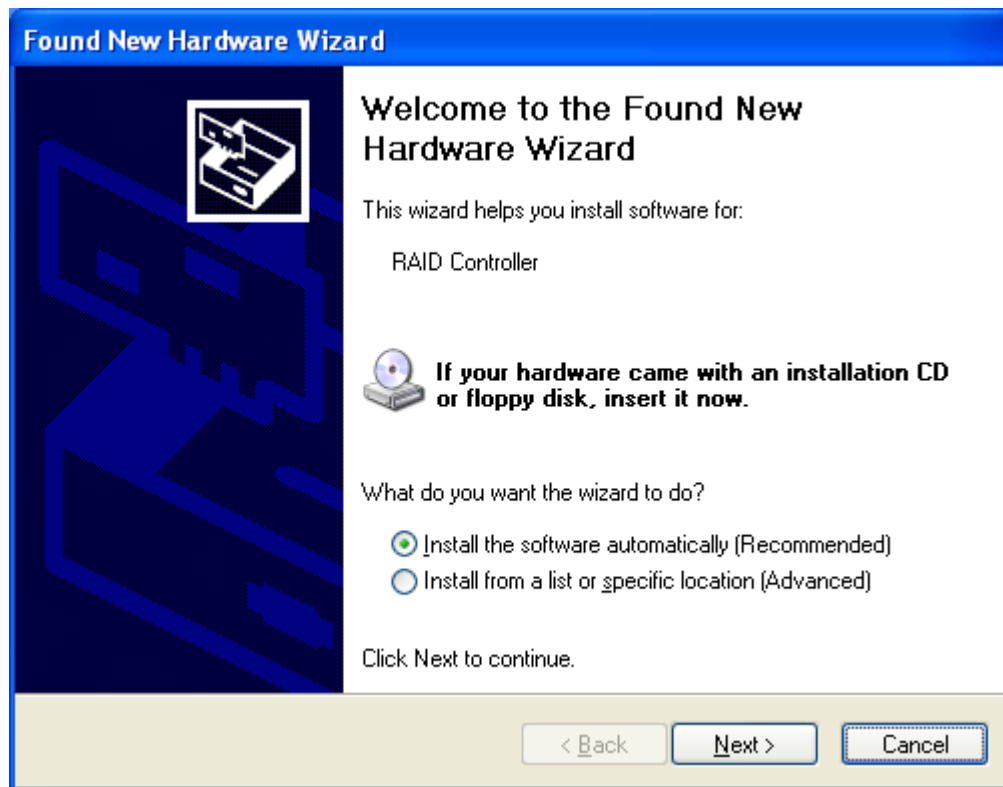 Found New Hardware Wizard
Welcome to the Found New
Hardware Wizard
This wizard helps you install software for:
RAID Controller
If your hardware came with an installation CD
or floppy disk, insert it now.
What do you want the wizard to do?
Install the software automatically (Recommended)
Install from a list or specific location (Advanced)
Click Next to continue.
< Back Next > Cancel